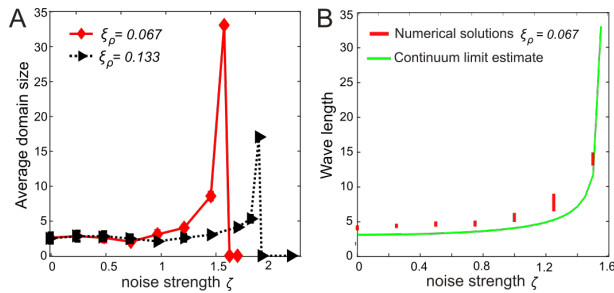 A
ξρ = 0.067
ξρ = 0.133
Average domain size
35
30
25
20
15
10
5
0
0
0.5
1
1.5
2
noise strength ζ
B
Numerical solutions ξρ = 0.067
Continuum limit estimate
Wave length
35
30
25
20
15
10
5
0
0
0.4
0.8
1.2
1.6
noise strength ζ